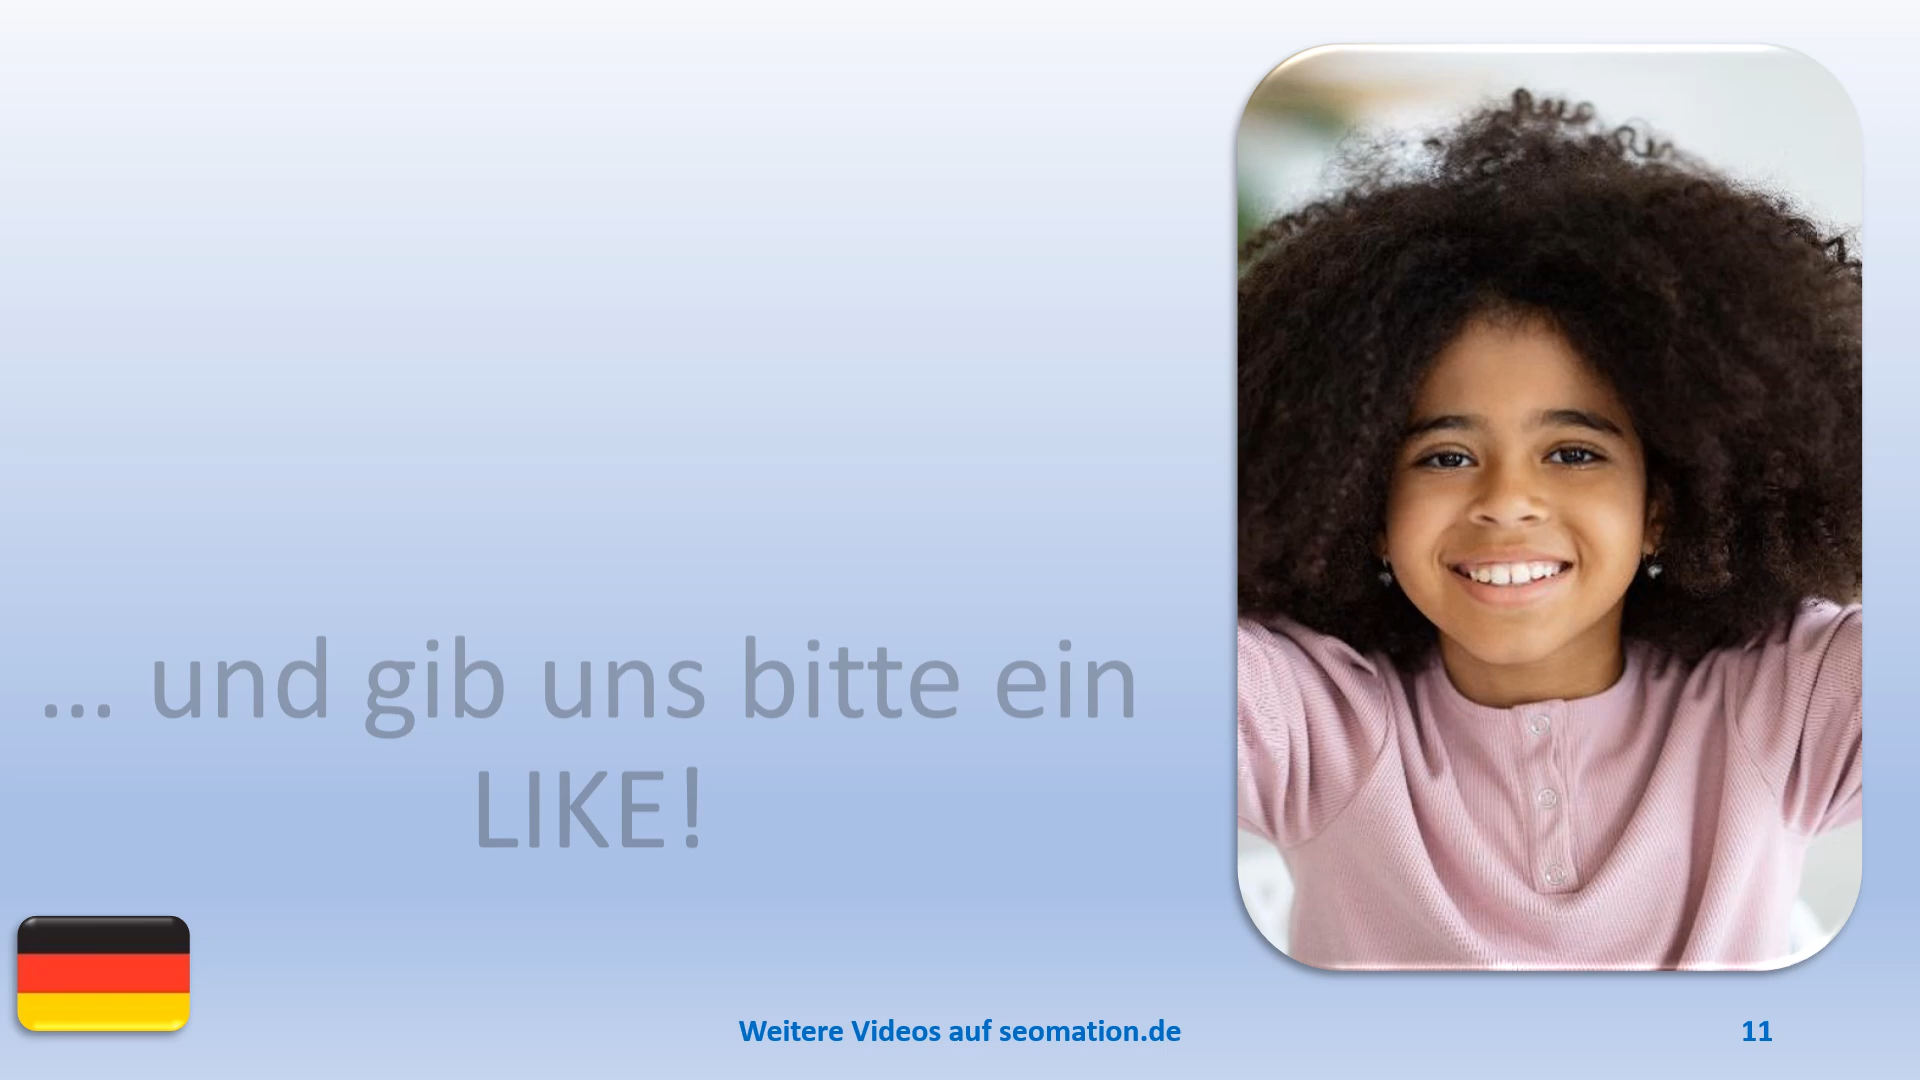 ... und gib uns bitte ein
LIKE!
Weitere Videos auf seomation.de
11